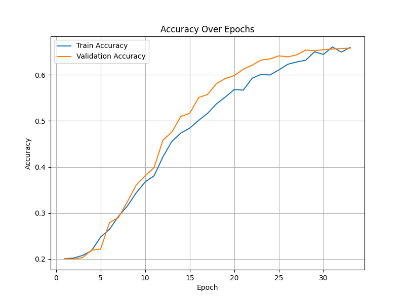 Accuracy Over Epochs
Train Accuracy
Validation Accuracy
Accuracy
0.6
0.5
0.4
0.3
0.2
0 5 10 15 20 25 30
Epoch